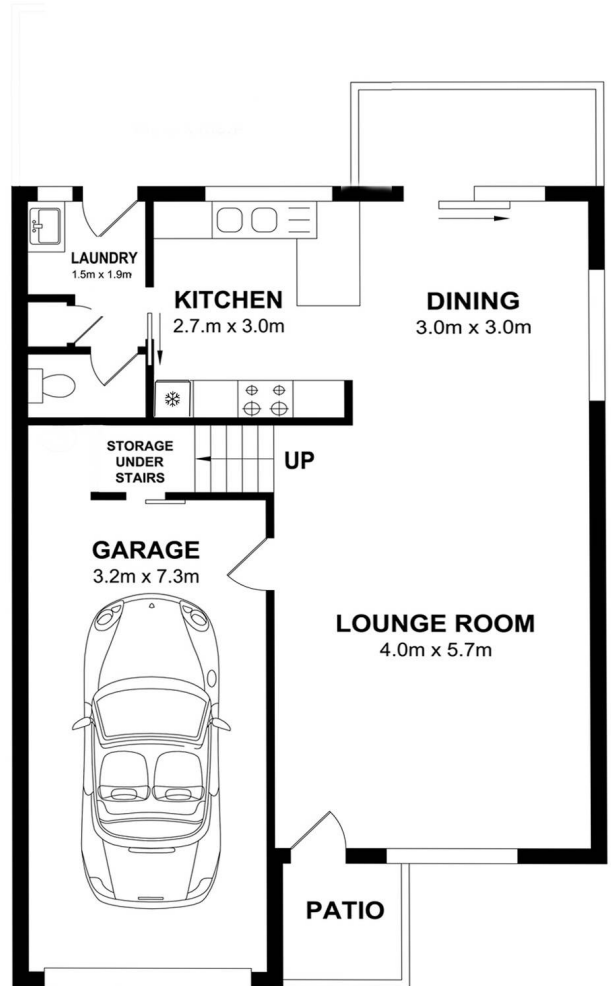 LAUNDRY
1.5m x 1.9m
KITCHEN
2.7.m x 3.0m
DINING
3.0m x 3.0m
STORAGE
UNDER
STAIRS
UP
GARAGE
3.2m x 7.3m
LOUNGE ROOM
4.0m x 5.7m
PATIO